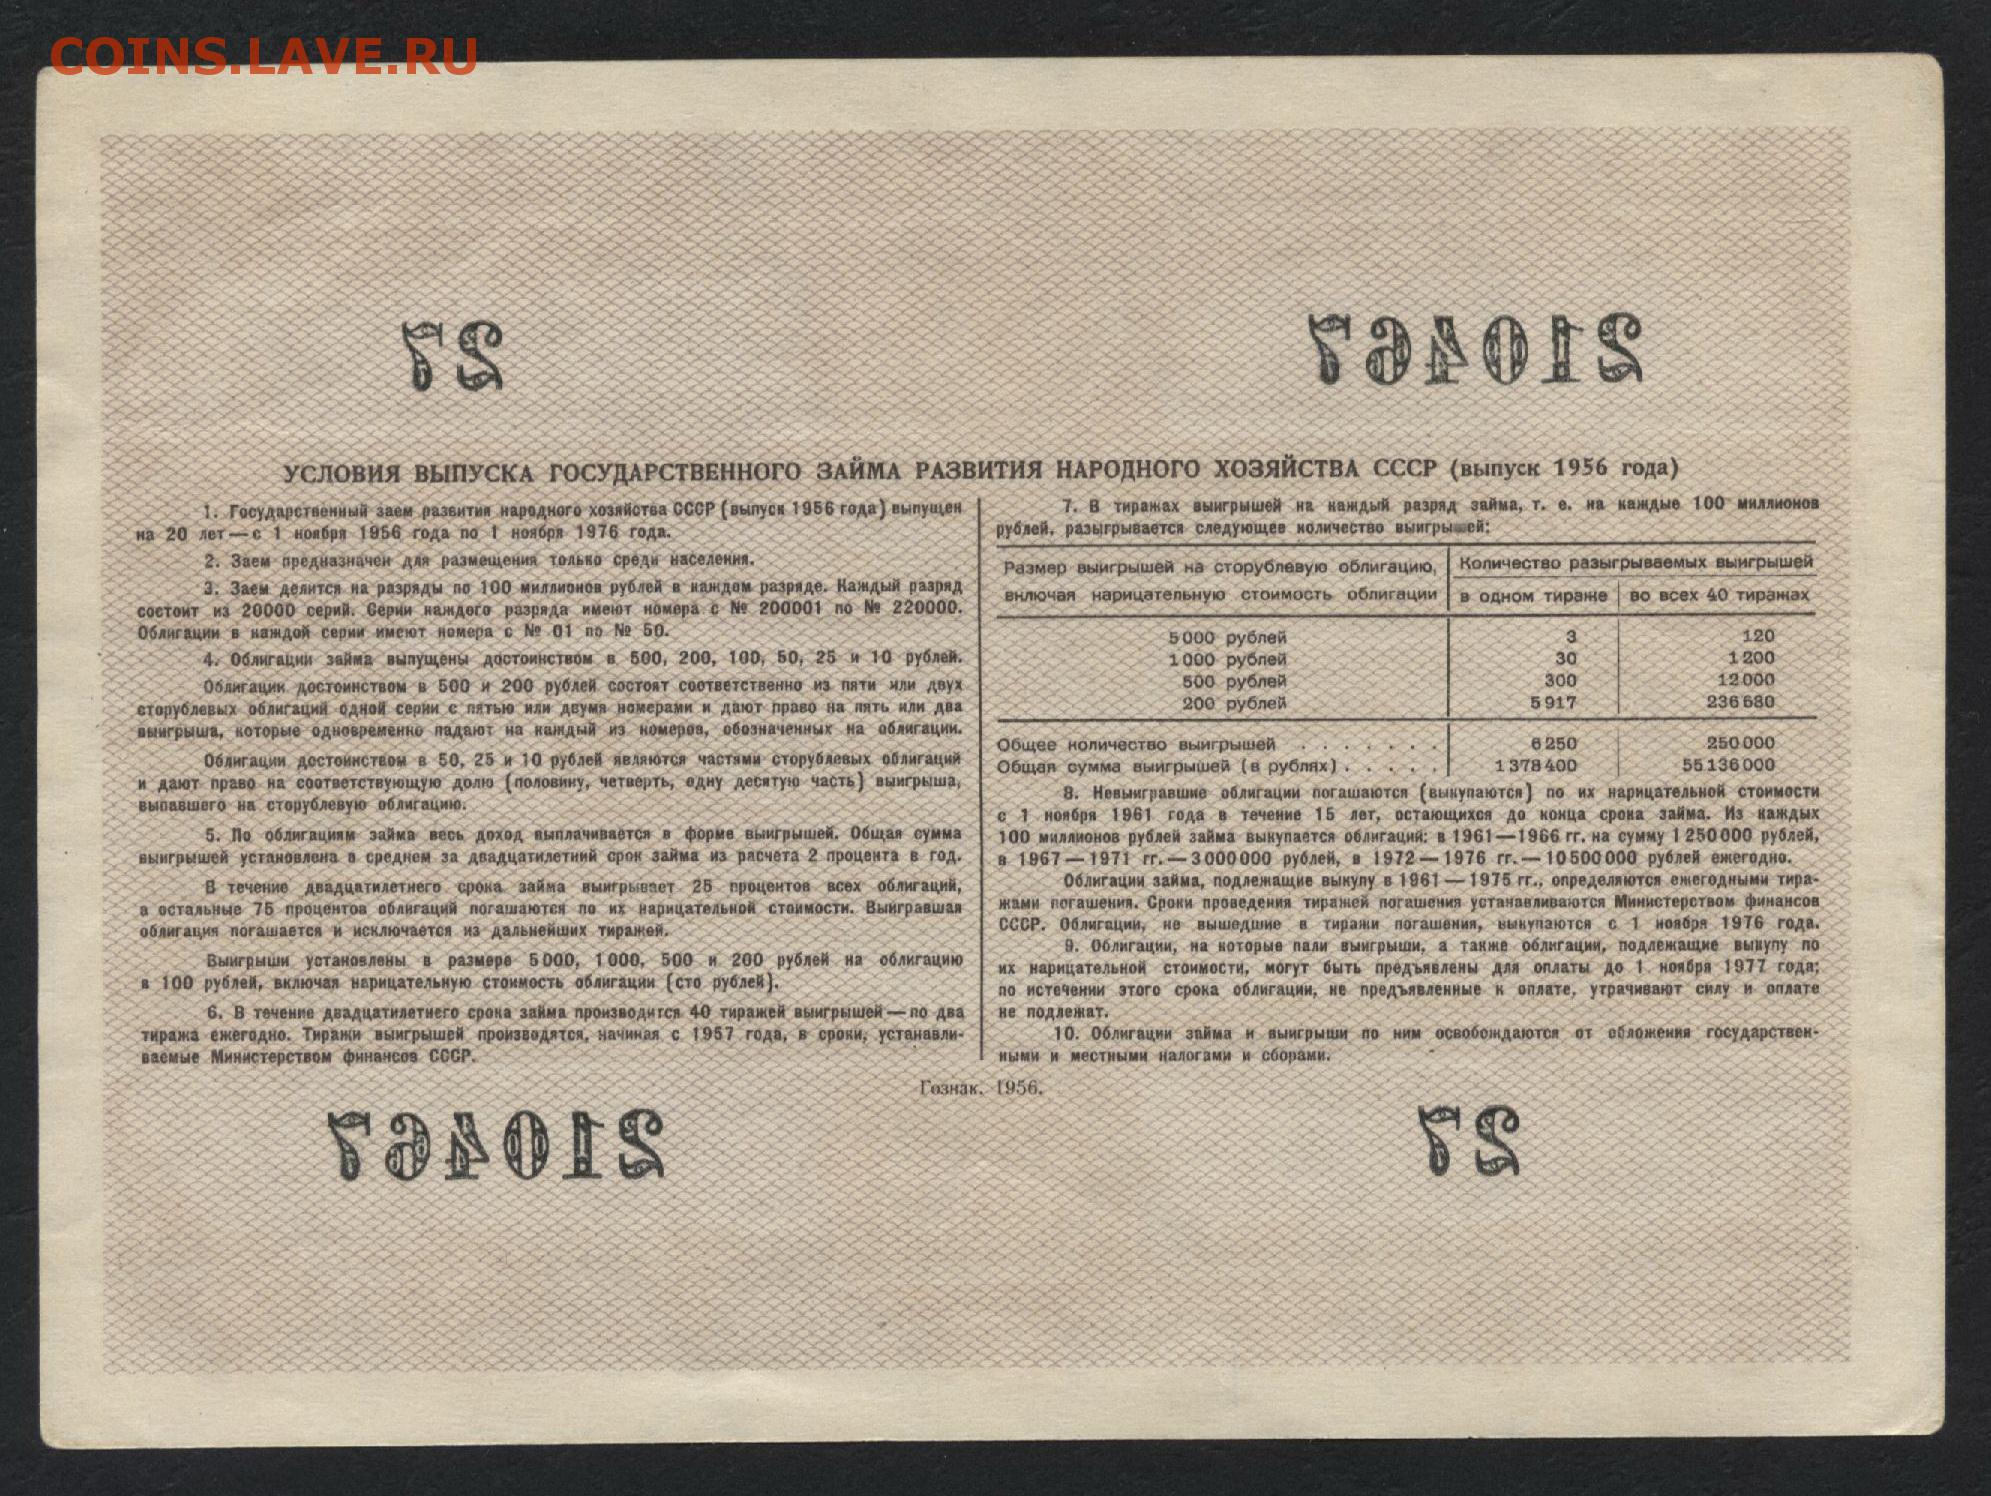 COINS.LAVE.RU
27 210467
УСЛОВИЯ ВЫПУСКА ГОСУДАРСТВЕННОГО ЗАЙМА РАЗВИТИЯ НАРОДНОГО ХОЗЯЙСТВА СССР (выпуск 1956 года)
1. Государственный заем развития народного хозяйства СССР (выпуск 1956 года) выпущен
на 20 лет — с 1 ноября 1956 года по 1 ноября 1976 года.
2. Заем предназначен для размещения только среди населения.
3. Заем делится на разряды по 100 миллионов рублей в каждом разряде. Каждый разряд
состоит из 20000 серий. Серии каждого разряда имеют номера с № 200001 по № 220000.
Облигации в каждой серии имеют номера с № 01 по № 50.
4. Облигации займа выпущены достоинством в 500, 200, 100, 50, 25 и 10 рублей.
Облигации достоинством в 500 и 200 рублей состоят соответственно из пяти или двух
сторублевых облигаций одной серии с пятью или двумя номерами и дают право на пять или два
выигрыша, которые одновременно падают на каждый из номеров, обозначенных на облигации.
Облигации достоинством в 50, 25 и 10 рублей являются частями сторублевых облигаций
и дают право на соответствующую долю (половину, четверть, одну десятую часть) выигрыша,
выпавшего на сторублевую облигацию.
5. По облигациям займа весь доход выплачивается в форме выигрышей. Общая сумма
выигрышей установлена в среднем за двадцатилетний срок займа из расчета 2 процента в год.
В течение двадцатилетнего срока займа выигрывает 25 процентов всех облигаций,
а остальные 75 процентов облигаций погашаются по их нарицательной стоимости. Выигравшая
облигация погашается и исключается из дальнейших тиражей.
Выигрыши установлены в размере 5000, 1000, 500 и 200 рублей на облигацию
в 100 рублей, включая нарицательную стоимость облигации (сто рублей).
6. В течение двадцатилетнего срока займа производится 40 тиражей выигрышей — по два
тиража ежегодно. Тиражи выигрышей производятся, начиная с 1957 года, в сроки, устанавли-
ваемые Министерством финансов СССР.
7. В тиражах выигрышей на каждый разряд займа, т. е. на каждые 100 миллионов
рублей, разыгрывается следующее количество выигрышей:
Размер выигрышей на сторублевую облигацию, Количество разыгрываемых выигрышей
включая нарицательную стоимость облигации в одном тираже во всех 40 тиражах
5000 рублей 3 120
1000 рублей 30 1200
500 рублей 300 12000
200 рублей 5917 236680
Общее количество выигрышей . . . . . . . 6250 250000
Общая сумма выигрышей (в рублях) . . . . . 1378400 55136000
8. Невыигравшие облигации погашаются (выкупаются) по их нарицательной стоимости
с 1 ноября 1961 года в течение 15 лет, остающихся до конца срока займа. Из каждых
100 миллионов рублей займа выкупается облигаций: в 1961—1966 гг. на сумму 1250000 рублей,
в 1967—1971 гг.—3000000 рублей, в 1972—1976 гг.—10500000 рублей ежегодно.
Облигации займа, подлежащие выкупу в 1961—1975 гг., определяются ежегодными тира-
жами погашения. Сроки проведения тиражей погашения устанавливаются Министерством финансов
СССР. Облигации, не вышедшие в тиражи погашения, выкупаются с 1 ноября 1976 года.
9. Облигации, на которые пали выигрыши, а также облигации, подлежащие выкупу по
их нарицательной стоимости, могут быть предъявлены для оплаты до 1 ноября 1977 года;
по истечении этого срока облигации, не предъявленные к оплате, утрачивают силу и оплате
не подлежат.
10. Облигации займа и выигрыши по ним освобождаются от обложения государствен-
ными и местными налогами и сборами.
Гознак. 1956.
210467 27